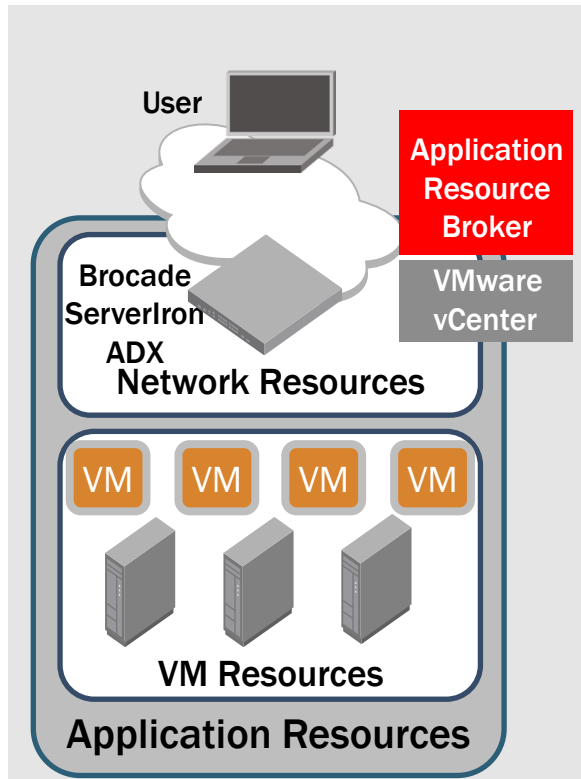 User
Application
Resource
Broker
VMware
vCenter
Brocade
ServerIron
ADX
Network Resources
VM
VM
VM
VM
VM Resources
Application Resources